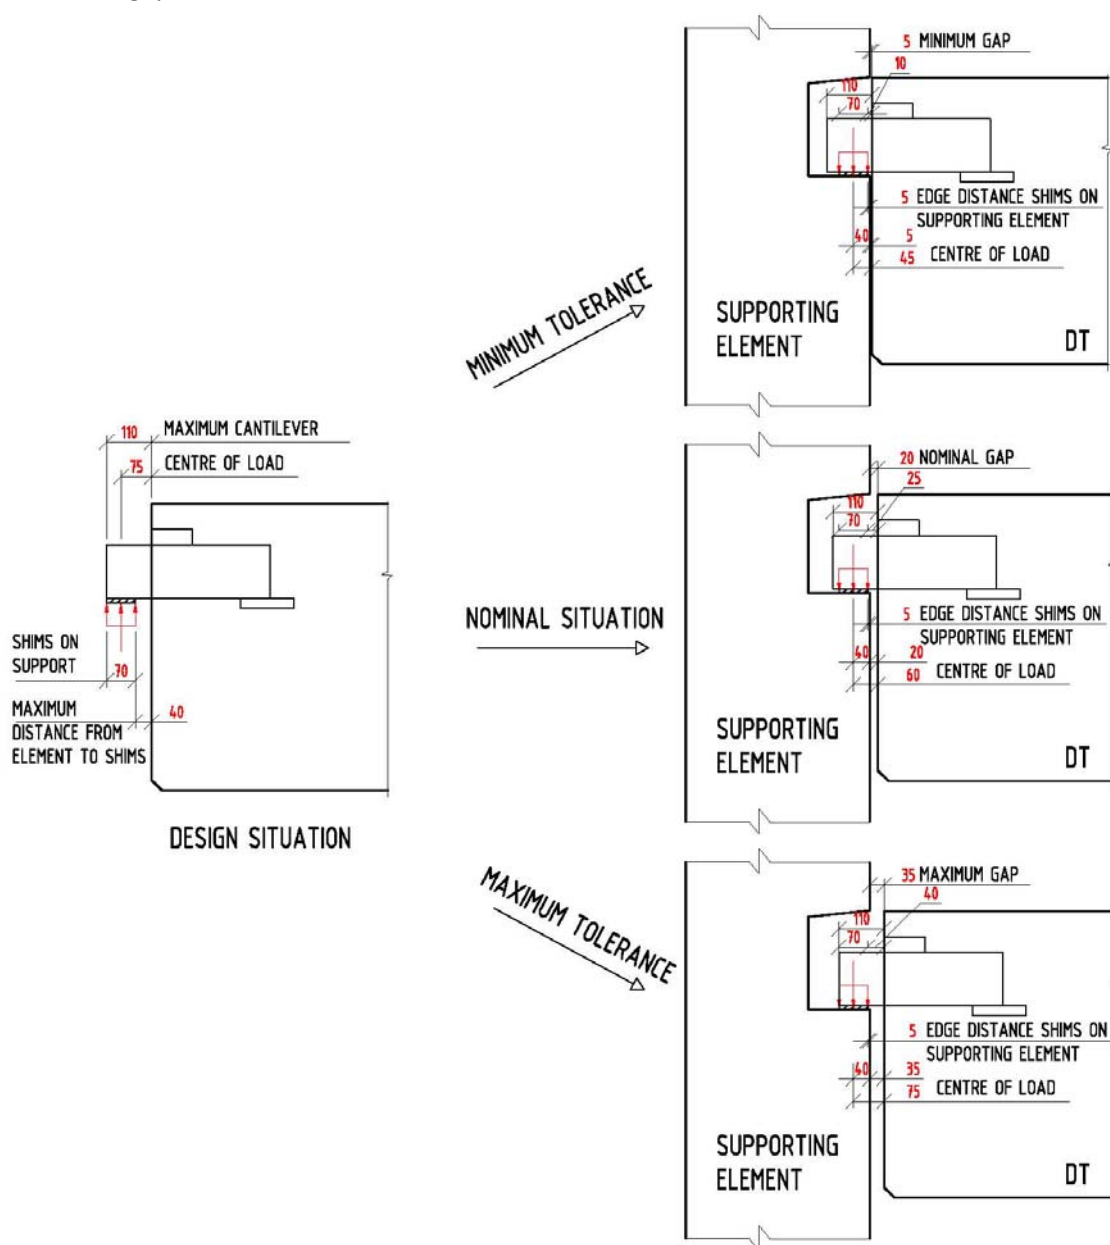 5 MINIMUM GAP
10
110
70
5 EDGE DISTANCE SHIMS ON
SUPPORTING ELEMENT
40 5
45 CENTRE OF LOAD
MINIMUM TOLERANCE
SUPPORTING
ELEMENT
DT
110 MAXIMUM CANTILEVER
75 CENTRE OF LOAD
SHIMS ON
SUPPORT
70
MAXIMUM
DISTANCE FROM
ELEMENT TO SHIMS
40
DESIGN SITUATION
20 NOMINAL GAP
25
110
70
NOMINAL SITUATION
5 EDGE DISTANCE SHIMS ON
SUPPORTING ELEMENT
40 20
60 CENTRE OF LOAD
SUPPORTING
ELEMENT
DT
MAXIMUM TOLERANCE
35 MAXIMUM GAP
40
110
70
5 EDGE DISTANCE SHIMS ON
SUPPORTING ELEMENT
40 35
75 CENTRE OF LOAD
SUPPORTING
ELEMENT
DT